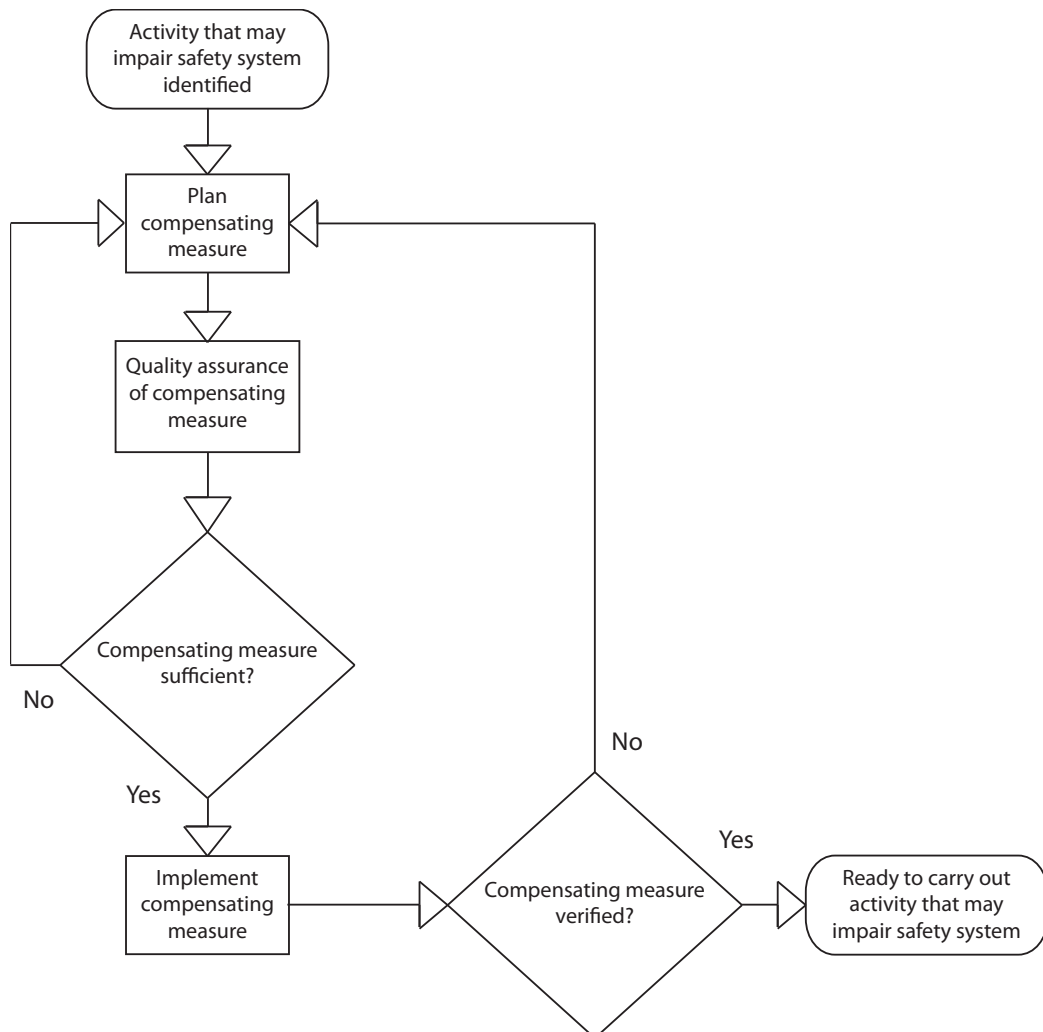 Activity that may
impair safety system
identified
Plan
compensating
measure
Quality assurance
of compensating
measure
Compensating measure
sufficient?
No
Yes
Implement
compensating
measure
Compensating measure
verified?
No
Yes
Ready to carry out
activity that may
impair safety system